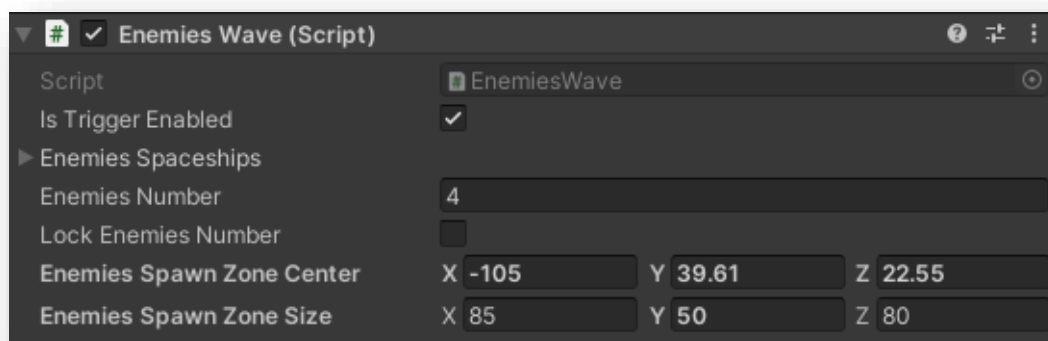 # Enemies Wave (Script)
Script # EnemiesWave
Is Trigger Enabled
Enemies Spaceships
Enemies Number 4
Lock Enemies Number
Enemies Spawn Zone Center X -105 Y 39.61 Z 22.55
Enemies Spawn Zone Size X 85 Y 50 Z 80